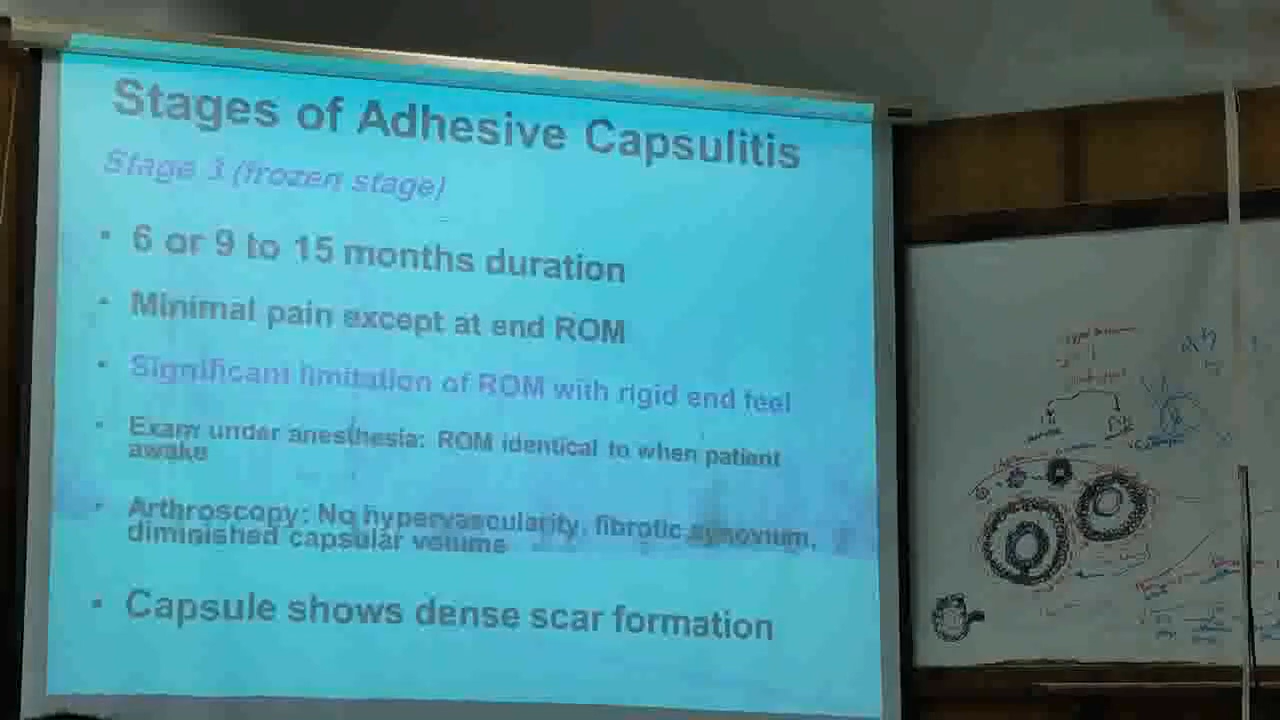 Stages of Adhesive Capsulitis
Stage 3 (frozen stage)
• 6 or 9 to 15 months duration
• Minimal pain except at end ROM
• Significant limitation of ROM with rigid end feel
• Exam under anesthesia: ROM identical to when patient
awake
• Arthroscopy: No hypervascularity, fibrotic synovium,
diminished capsular volume
• Capsule shows dense scar formation